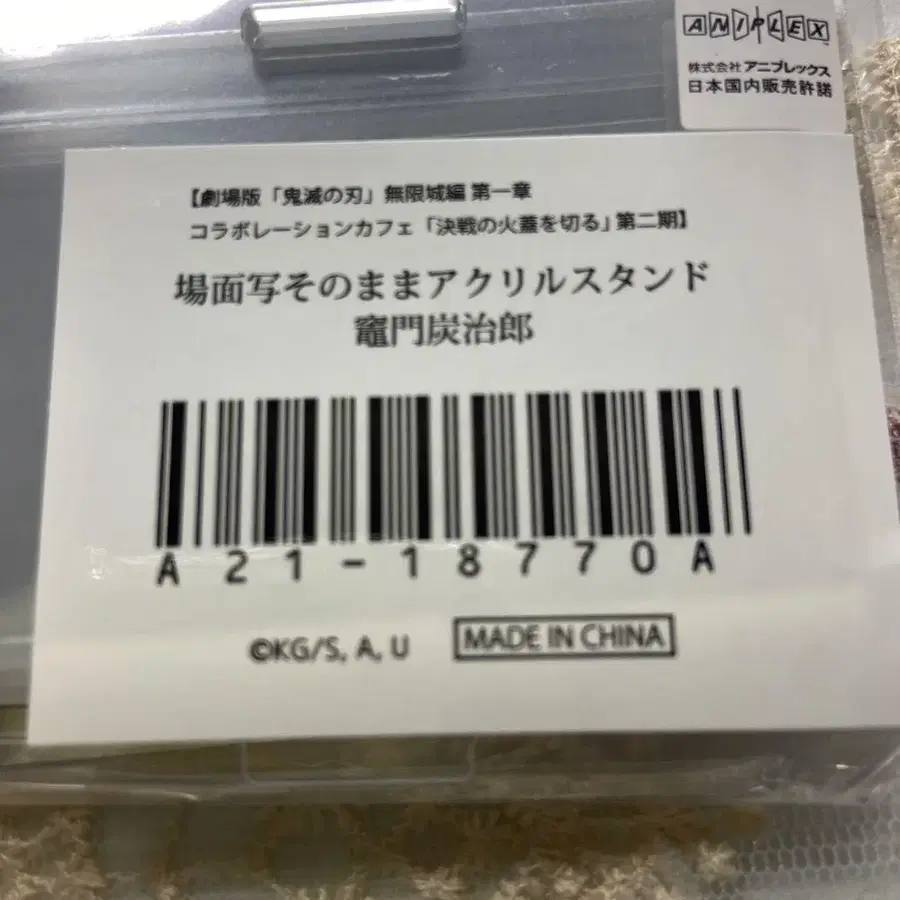 ANIPLEX
株式会社 アニプレックス
日本国内販売許諾
【劇場版「鬼滅の刃」無限城編 第一章
コラボレーションカフェ「決戦の火蓋を切る」第二期】
場面写そのままアクリルスタンド
竈門炭治郎
A21-18770A
©KG/S, A, U
MADE IN CHINA